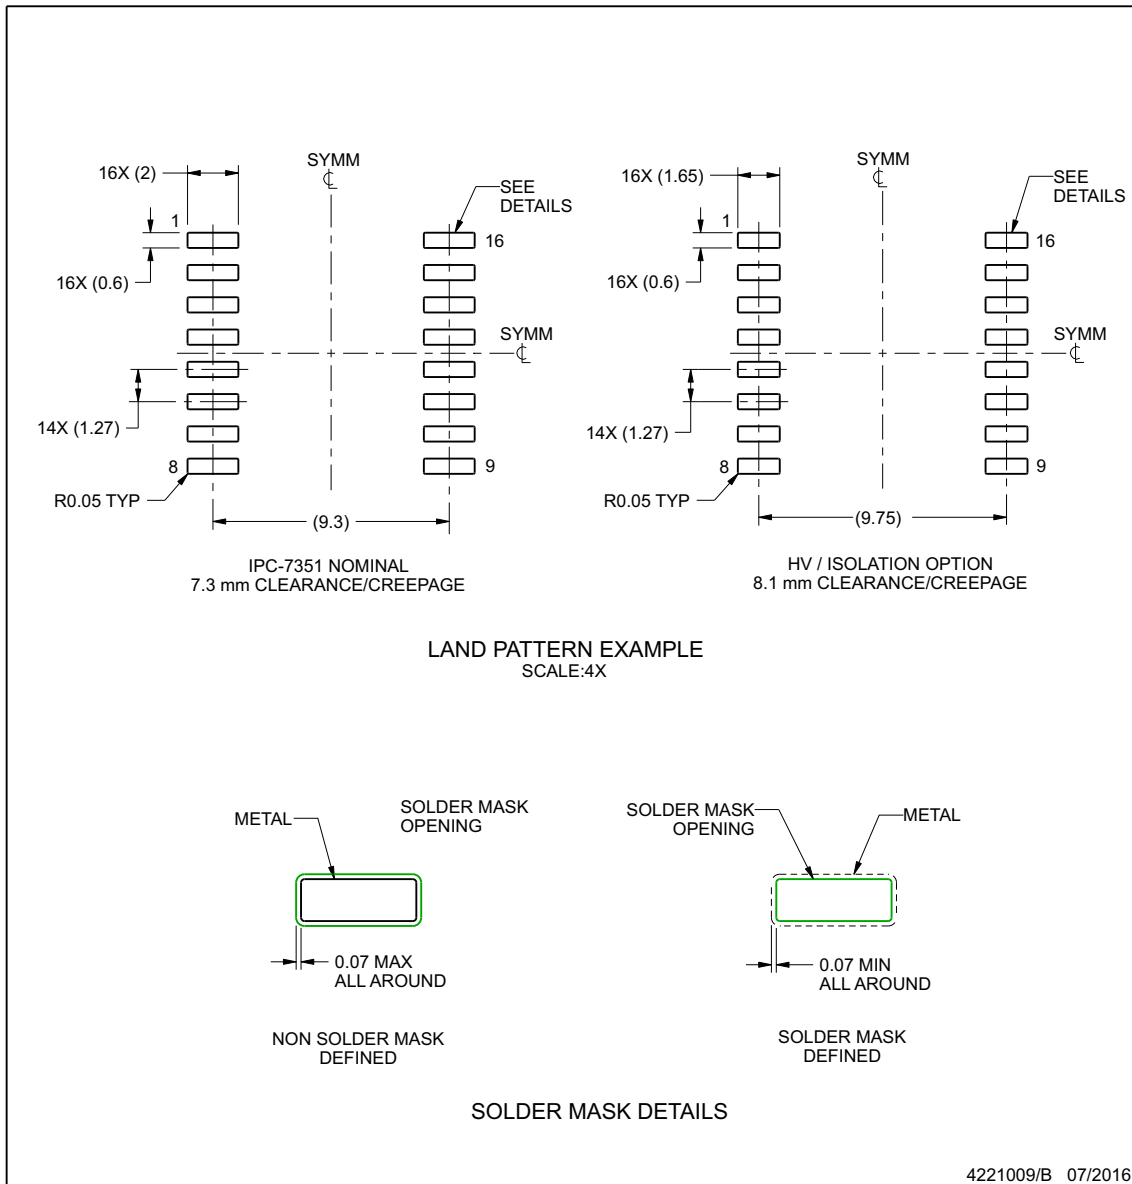 SYMM
16X (2)
SEE
DETAILS
1
16
16X (0.6)
SYMM
14X (1.27)
8
9
R0.05 TYP
(9.3)
IPC-7351 NOMINAL
7.3 mm CLEARANCE/CREEPAGE
SYMM
16X (1.65)
SEE
DETAILS
1
16
16X (0.6)
SYMM
14X (1.27)
8
9
R0.05 TYP
(9.75)
HV / ISOLATION OPTION
8.1 mm CLEARANCE/CREEPAGE
LAND PATTERN EXAMPLE
SCALE:4X
METAL
SOLDER MASK
OPENING
0.07 MAX
ALL AROUND
NON SOLDER MASK
DEFINED
SOLDER MASK
OPENING
METAL
0.07 MIN
ALL AROUND
SOLDER MASK
DEFINED
SOLDER MASK DETAILS
4221009/B 07/2016